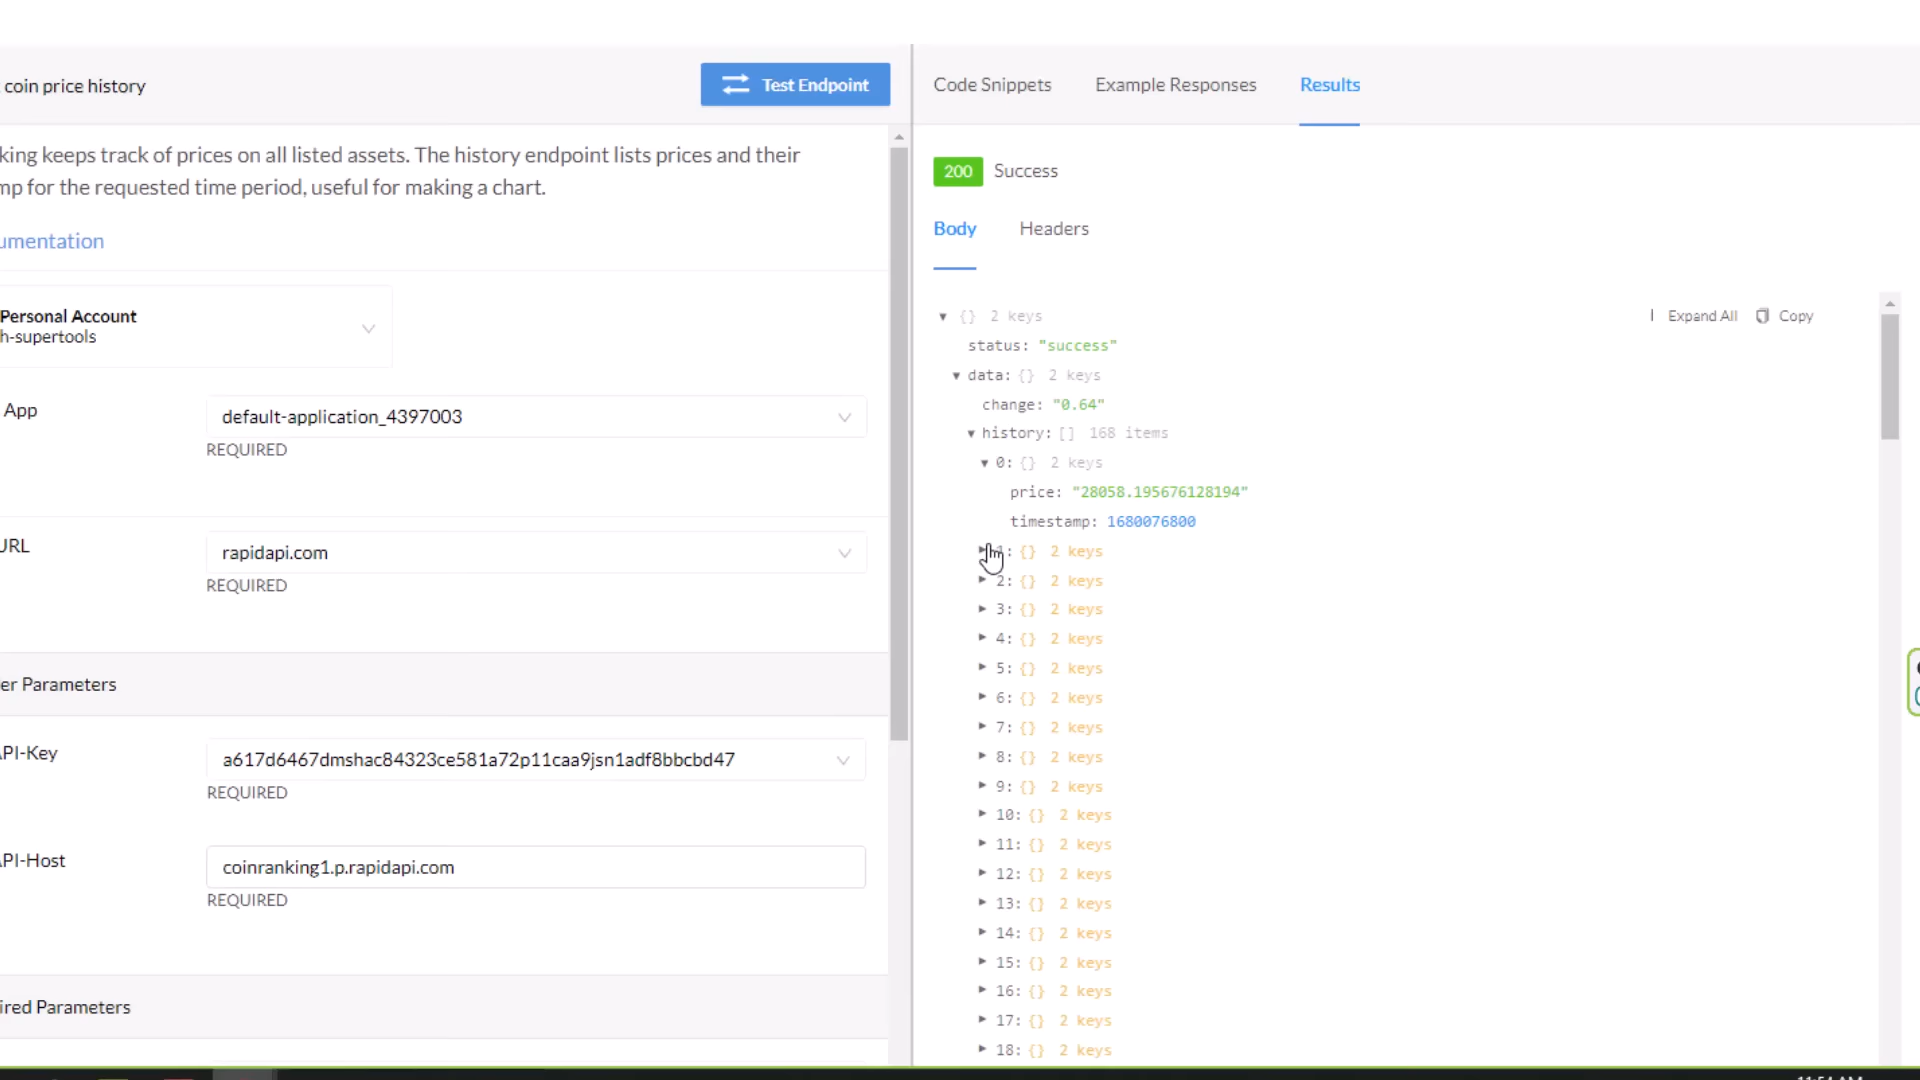 coin price history
Test Endpoint
king keeps track of prices on all listed assets. The history endpoint lists prices and their
mp for the requested time period, useful for making a chart.
umentation
Personal Account
h-supertools
App
default-application_4397003
REQUIRED
URL
rapidapi.com
REQUIRED
er Parameters
API-Key
a617d6467dmshac84323ce581a72p11caa9jsn1adf8bbcbd47
REQUIRED
API-Host
coinranking1.p.rapidapi.com
REQUIRED
ired Parameters
Code Snippets
Example Responses
Results
200 Success
Body
Headers
{} 2 keys
Expand All
Copy
status: "success"
data: {} 2 keys
change: "0.64"
history: [] 168 items
0: {} 2 keys
price: "28058.195676128194"
timestamp: 1680076800
1: {} 2 keys
2: {} 2 keys
3: {} 2 keys
4: {} 2 keys
5: {} 2 keys
6: {} 2 keys
7: {} 2 keys
8: {} 2 keys
9: {} 2 keys
10: {} 2 keys
11: {} 2 keys
12: {} 2 keys
13: {} 2 keys
14: {} 2 keys
15: {} 2 keys
16: {} 2 keys
17: {} 2 keys
18: {} 2 keys